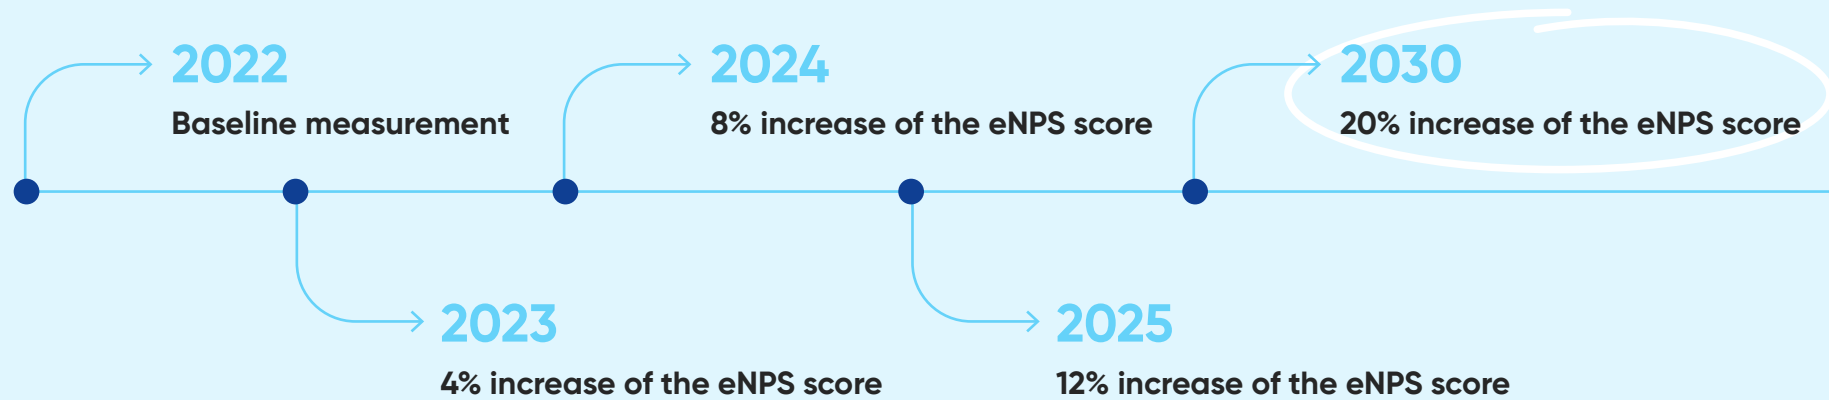 2022
Baseline measurement
2023
4% increase of the eNPS score
2024
8% increase of the eNPS score
2025
12% increase of the eNPS score
2030
20% increase of the eNPS score